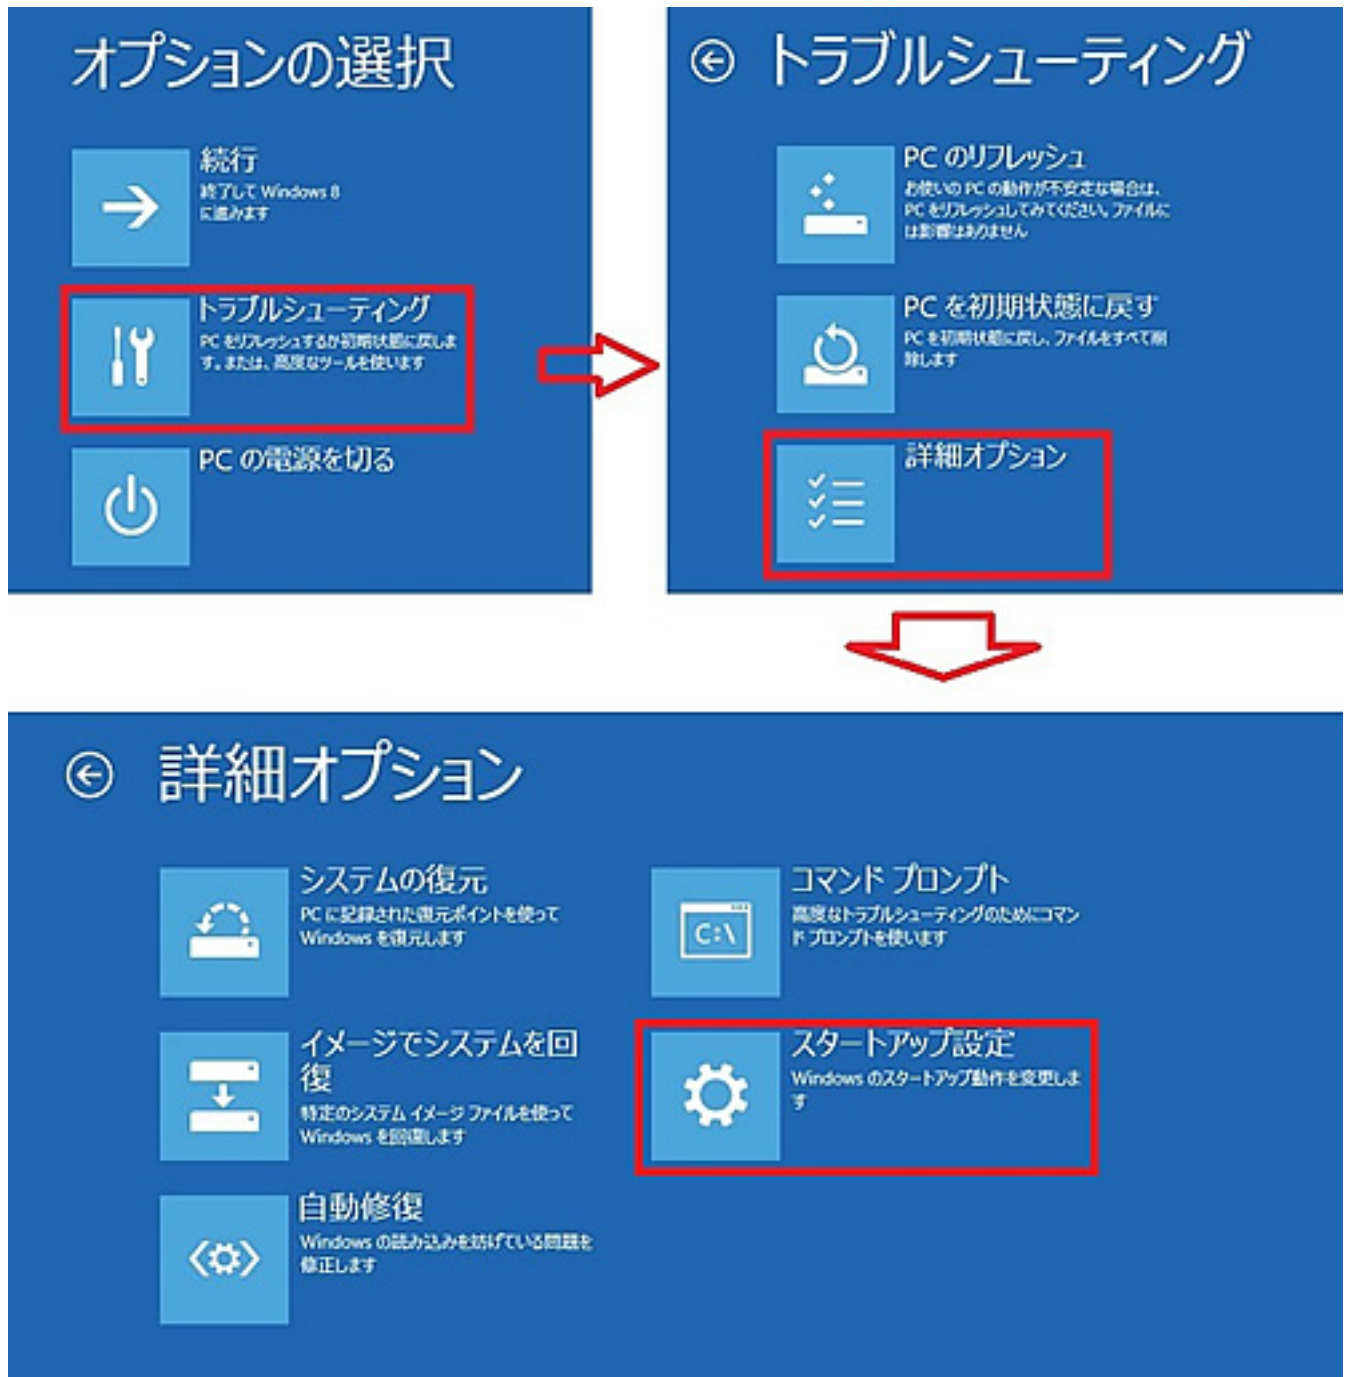 オプションの選択
続行
終了して Windows 8
に進みます
トラブルシューティング
PC をリフレッシュするか初期状態に戻しま
す。または、高度なツールを使います
PC の電源を切る
トラブルシューティング
PC のリフレッシュ
お使いの PC の動作が不安定な場合は、
PC をリフレッシュしてみてください。ファイルに
は影響はありません
PC を初期状態に戻す
PC を初期状態に戻し、ファイルをすべて削
除します
詳細オプション
詳細オプション
システムの復元
PC に記録された復元ポイントを使って
Windows を復元します
イメージでシステムを回
復
特定のシステム イメージ ファイルを使って
Windows を回復します
自動修復
Windows の読み込みを妨げている問題を
修正します
コマンド プロンプト
高度なトラブルシューティングのためにコマン
ド プロンプトを使います
C:\
スタートアップ設定
Windows のスタートアップ動作を変更しま
す